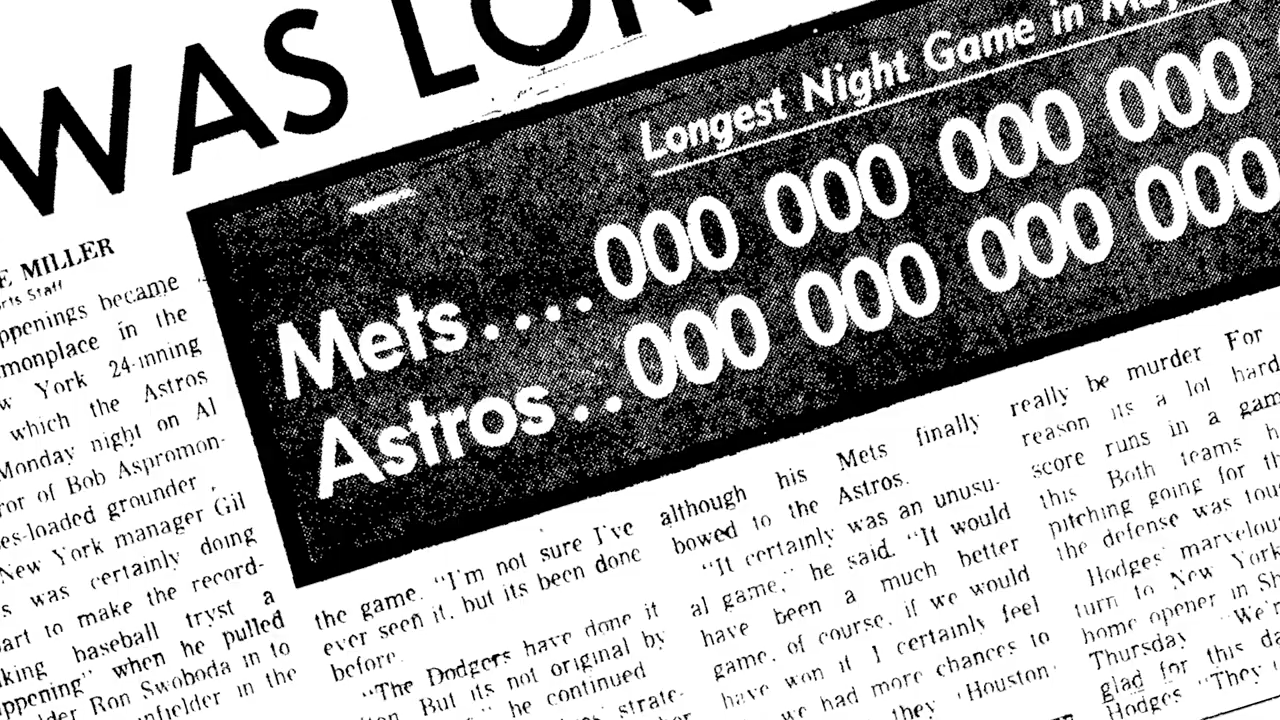 WAS LON
Longest Night Game in Maj
Mets....000 000 000 000
Astros..000 000 000 000
E MILLER
rts Staff
ppenings became
monplace in the
w York 24-inning
which the Astros
Monday night on Al
ror of Bob Aspromon-
es-loaded grounder
New York manager Gil
s was certainly doing
art to make the record-
king baseball tryst a
ppening" when he pulled
der Ron Swoboda in to
nfielder in the
the game. "I'm not sure I've
ever seen it, but its been done
before.
"The Dodgers have done it
ton. But its not original by
he continued
strate-
although his Mets finally
bowed to the Astros.
"It certainly was an unusu-
al game," he said. "It would
have been a much better
game, of course, if we would
have won it I certainly feel
we had more chances to
they Houston.
really be murder For
reason its a lot hard
score runs in a gam
this Both teams h
pitching going for th
the defense was tou
Hodges' marvelou
turn to New York
home opener in Sh
Thursday "We'r
glad for this da
Hodges "They